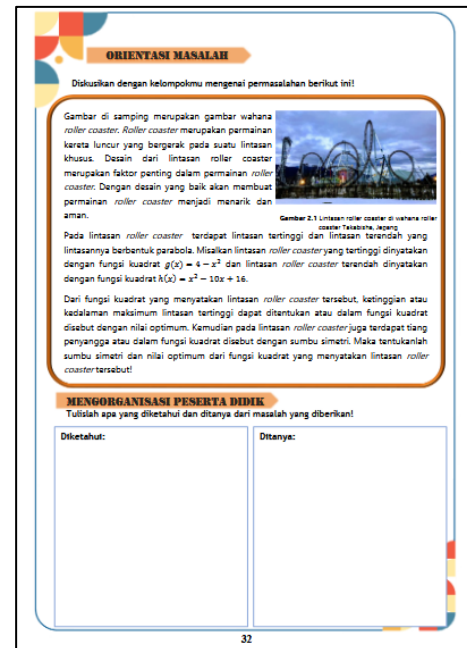 ORIENTASI MASALAH
Diskusikan dengan kelompokmu mengenai permasalahan berikut ini!
Gambar di samping merupakan gambar wahana
roller coaster. Roller coaster merupakan permainan
kereta luncur yang bergerak pada suatu lintasan
khusus. Desain dari lintasan roller coaster
merupakan faktor penting dalam permainan roller
coaster. Dengan desain yang baik akan membuat
permainan roller coaster menjadi menarik dan
aman.
Gambar 2.1 Lintasan roller coaster di wahana roller
coaster Takabisha, Jepang
Pada lintasan roller coaster terdapat lintasan tertinggi dan lintasan terendah yang
lintasannya berbentuk parabola. Misalkan lintasan roller coaster yang tertinggi dinyatakan
dengan fungsi kuadrat g(x) = 4 − x² dan lintasan roller coaster terendah dinyatakan
dengan fungsi kuadrat h(x) = x² − 10x + 16.
Dari fungsi kuadrat yang menyatakan lintasan roller coaster tersebut, ketinggian atau
kedalaman maksimum lintasan tertinggi dapat ditentukan atau dalam fungsi kuadrat
disebut dengan nilai optimum. Kemudian pada lintasan roller coaster juga terdapat tiang
penyangga atau dalam fungsi kuadrat disebut dengan sumbu simetri. Maka tentukanlah
sumbu simetri dan nilai optimum dari fungsi kuadrat yang menyatakan lintasan roller
coaster tersebut!
MENGORGANISASI PESERTA DIDIK
Tulislah apa yang diketahui dan ditanya dari masalah yang diberikan!
Diketahui:
Ditanya:
32